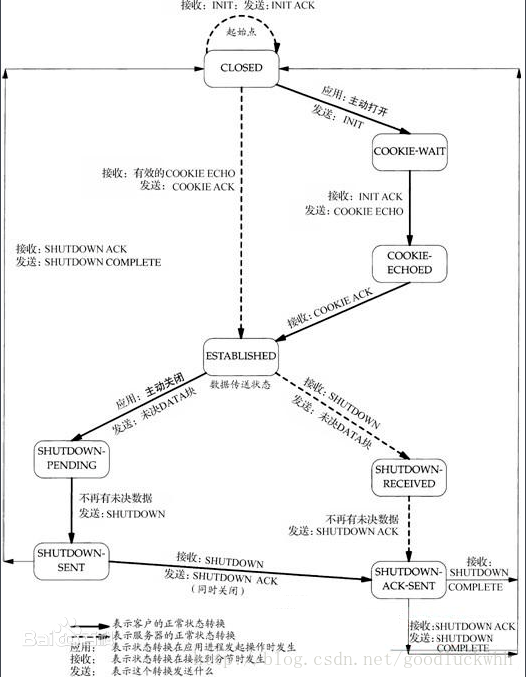 接收: INIT; 发送: INIT ACK
起始点
CLOSED
应用: 主动打开
发送: INIT
COOKIE-WAIT
接收: 有效的COOKIE ECHO
发送: COOKIE ACK
接收: INIT ACK
发送: COOKIE ECHO
接收: SHUTDOWN ACK
发送: SHUTDOWN COMPLETE
COOKIE-
ECHOED
接收: COOKIE ACK
ESTABLISHED
数据传送状态
应用: 主动关闭
发送: 未决DATA块
接收: SHUTDOWN
发送: 未决DATA块
SHUTDOWN-
PENDING
SHUTDOWN-
RECEIVED
不再有未决数据
发送: SHUTDOWN
不再有未决数据
发送: SHUTDOWN ACK
SHUTDOWN-
SENT
接收: SHUTDOWN
发送: SHUTDOWN ACK
(同时关闭)
SHUTDOWN-
ACK-SENT
接收:
SHUTDOWN
COMPLETE
接收: SHUTDOWN ACK
发送: SHUTDOWN
COMPLETE
表示客户的正常状态转换
表示服务器的正常状态转换
应用: 表示状态转换在应用进程发起操作时发生
接收: 表示状态转换在接收到分节时发生
发送: 表示这个转换发送什么
Bai
blog.csdn.net/goodluckwhh